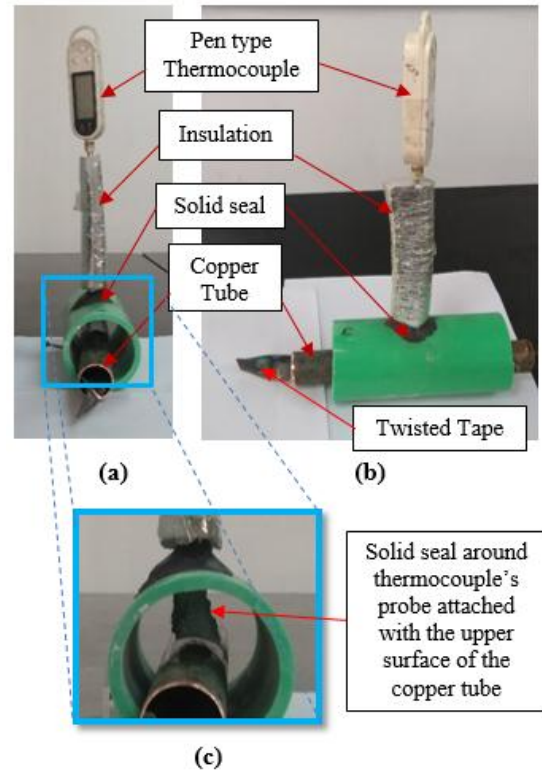 Pen type
Thermocouple
Insulation
Solid seal
Copper
Tube
Twisted Tape
(a)
(b)
Solid seal around
thermocouple’s
probe attached
with the upper
surface of the
copper tube
(c)